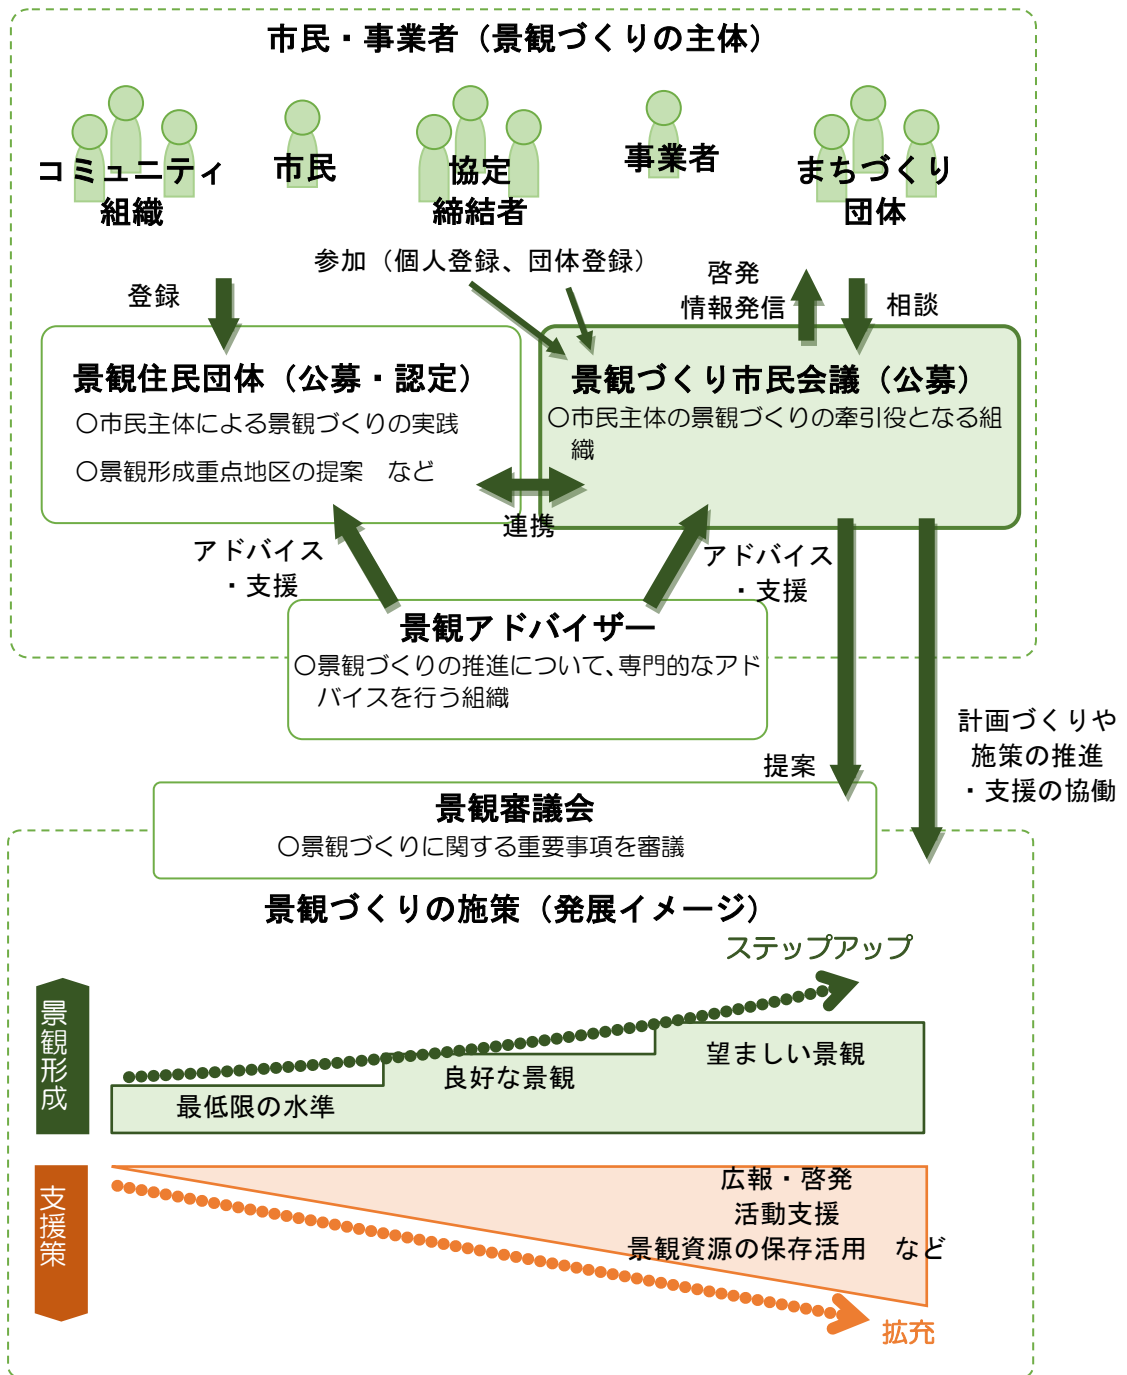 市民・事業者（景観づくりの主体）
コミュニティ
組織
市民
協定
締結者
事業者
まちづくり
団体
参加（個人登録、団体登録）
登録
啓発
情報発信
相談
景観住民団体（公募・認定）
〇市民主体による景観づくりの実践
〇景観形成重点地区の提案　など
景観づくり市民会議（公募）
〇市民主体の景観づくりの牽引役となる組
織
連携
アドバイス
・支援
アドバイス
・支援
景観アドバイザー
〇景観づくりの推進について、専門的なアド
バイスを行う組織
計画づくりや
施策の推進
・支援の協働
提案
景観審議会
〇景観づくりに関する重要事項を審議
景観づくりの施策（発展イメージ）
ステップアップ
景観形成
最低限の水準
良好な景観
望ましい景観
支援策
広報・啓発
活動支援
景観資源の保存活用　など
拡充